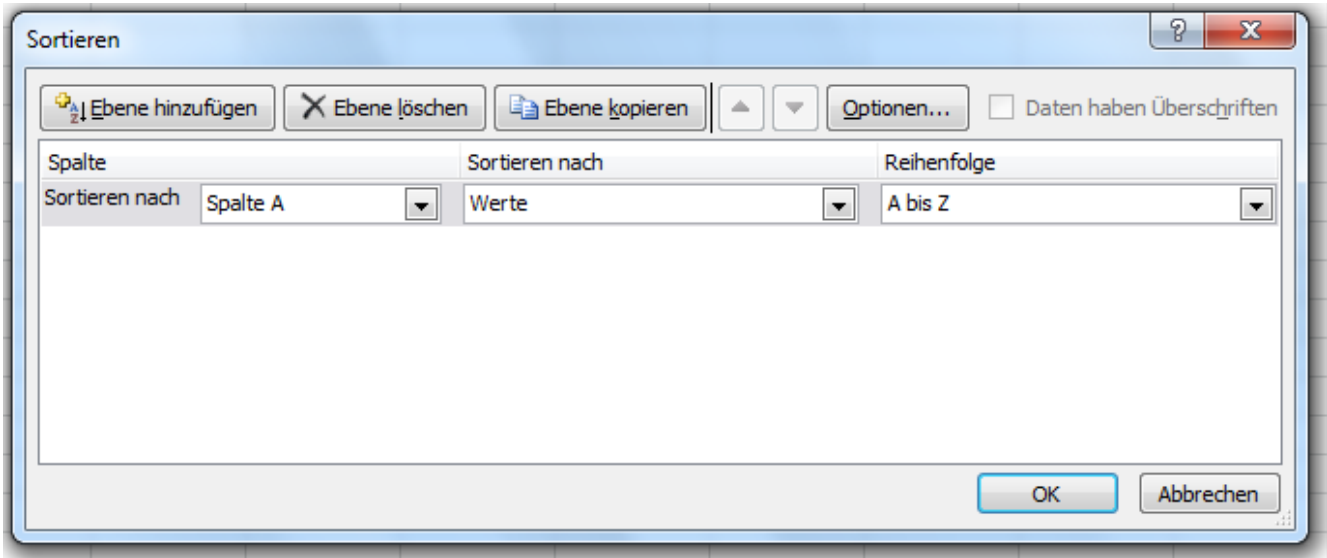 Sortieren
Ebene hinzufügen Ebene löschen Ebene kopieren Optionen... Daten haben Überschriften
Spalte Sortieren nach Reihenfolge
Sortieren nach Spalte A Werte A bis Z
OK Abbrechen